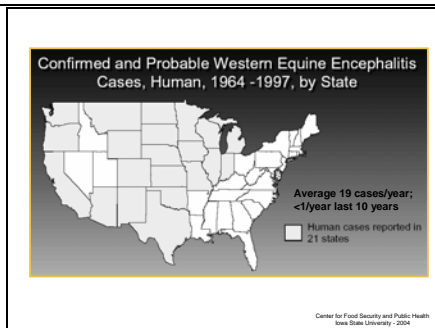 Confirmed and Probable Western Equine Encephalitis
Cases, Human, 1964 -1997, by State
Average 19 cases/year;
<1/year last 10 years
Human cases reported in
21 states
Center for Food Security and Public Health
Iowa State University - 2004